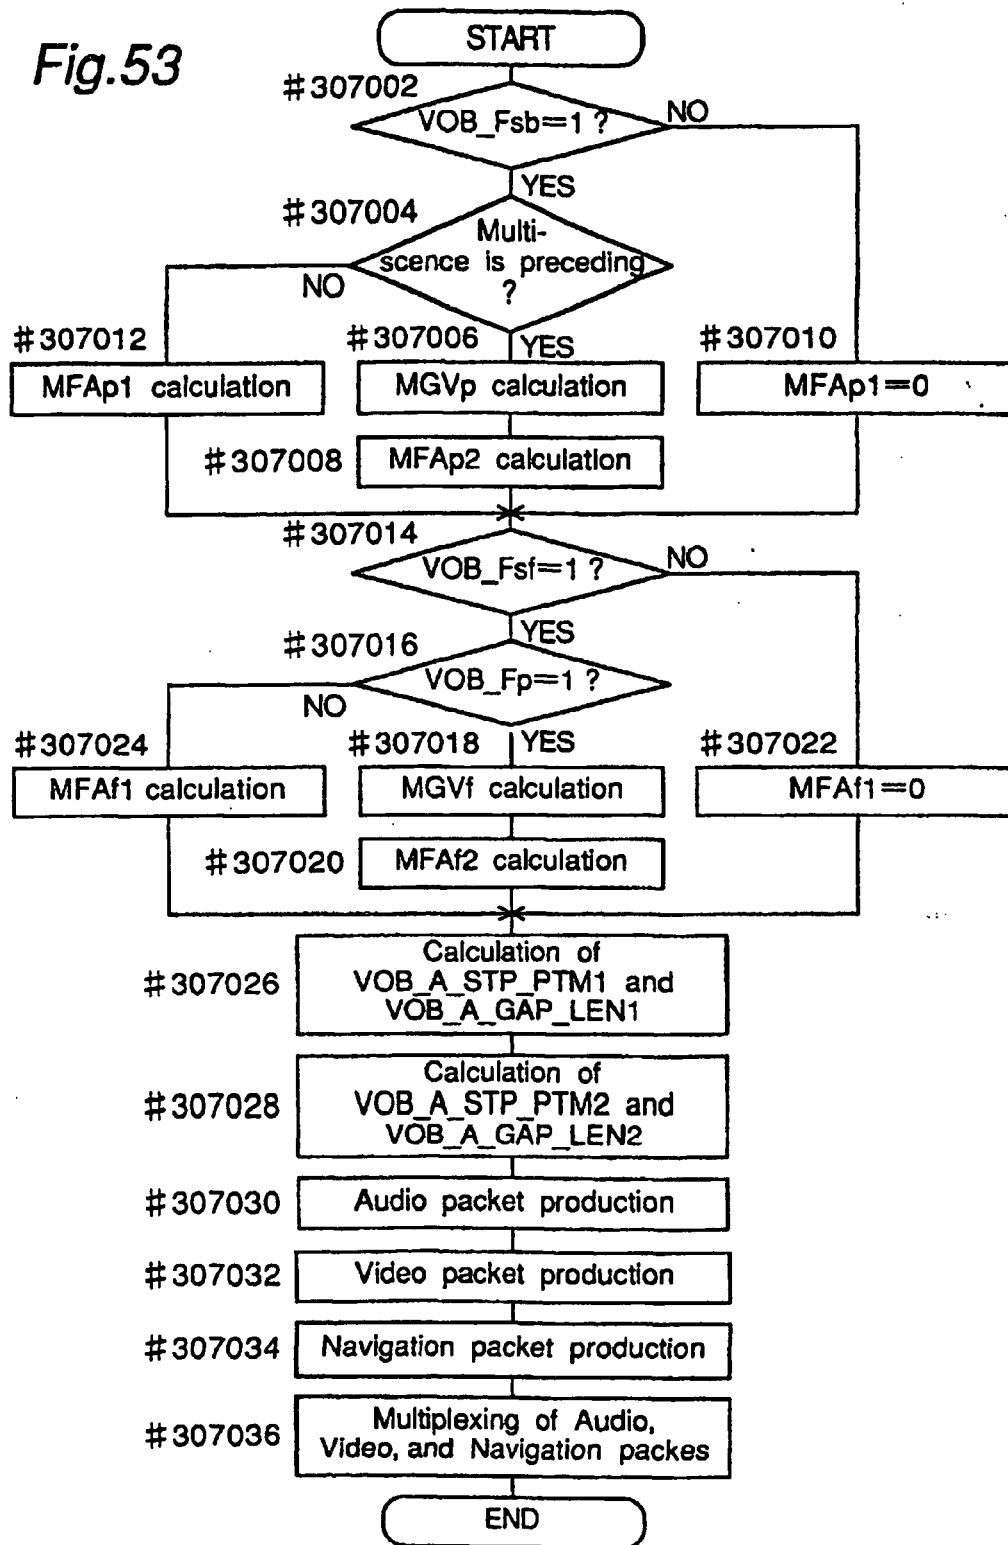 Fig.53
START
#307002
VOB_Fsb=1 ?
NO
YES
#307004
Multi-
scence is preceding
?
NO
YES
#307012
#307006
#307010
MFAp1 calculation
MGVp calculation
MFAp1=0
#307008
MFAp2 calculation
#307014
VOB_Fsf=1 ?
NO
YES
#307016
VOB_Fp=1 ?
NO
YES
#307024
#307018
#307022
MFAf1 calculation
MGVf calculation
MFAf1=0
#307020
MFAf2 calculation
#307026
Calculation of
VOB_A_STP_PTM1 and
VOB_A_GAP_LEN1
#307028
Calculation of
VOB_A_STP_PTM2 and
VOB_A_GAP_LEN2
#307030
Audio packet production
#307032
Video packet production
#307034
Navigation packet production
#307036
Multiplexing of Audio,
Video, and Navigation packes
END